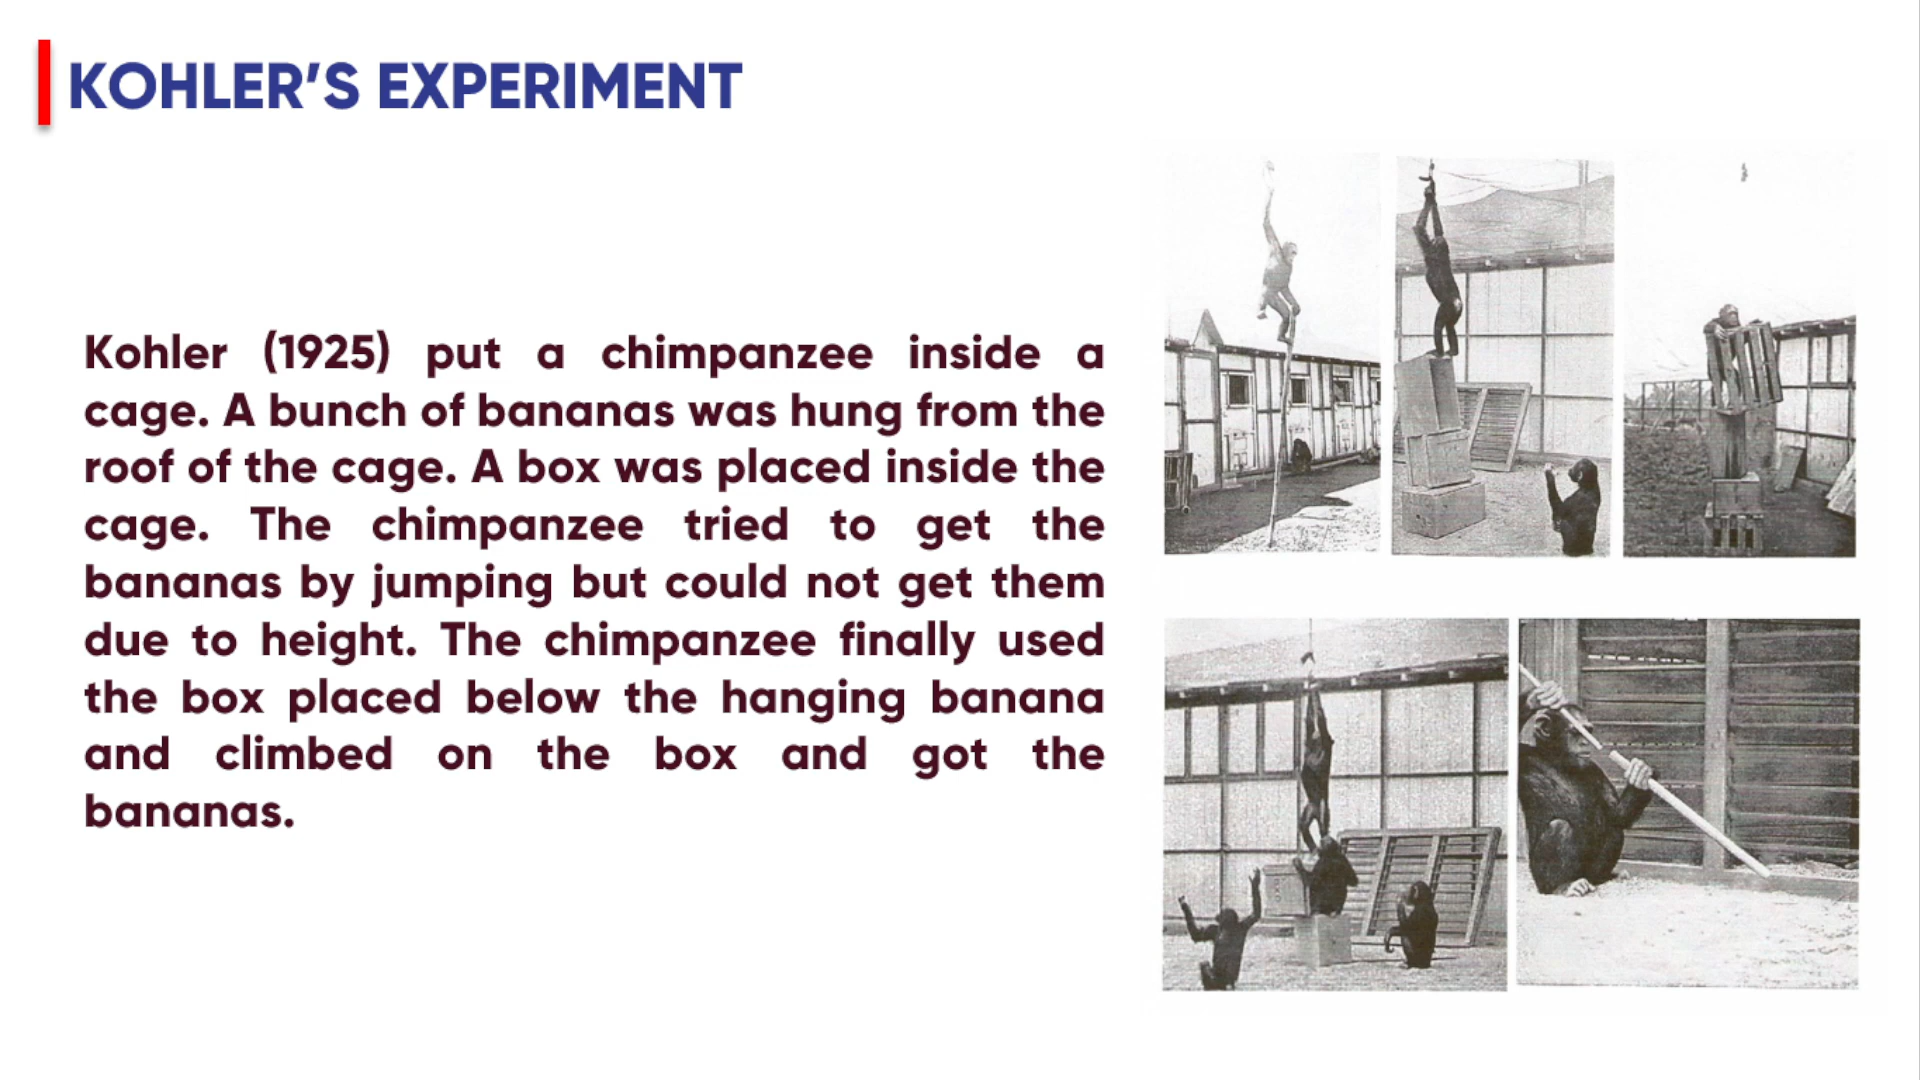 KOHLER’S EXPERIMENT
Kohler (1925) put a chimpanzee inside a
cage. A bunch of bananas was hung from the
roof of the cage. A box was placed inside the
cage. The chimpanzee tried to get the
bananas by jumping but could not get them
due to height. The chimpanzee finally used
the box placed below the hanging banana
and climbed on the box and got the
bananas.